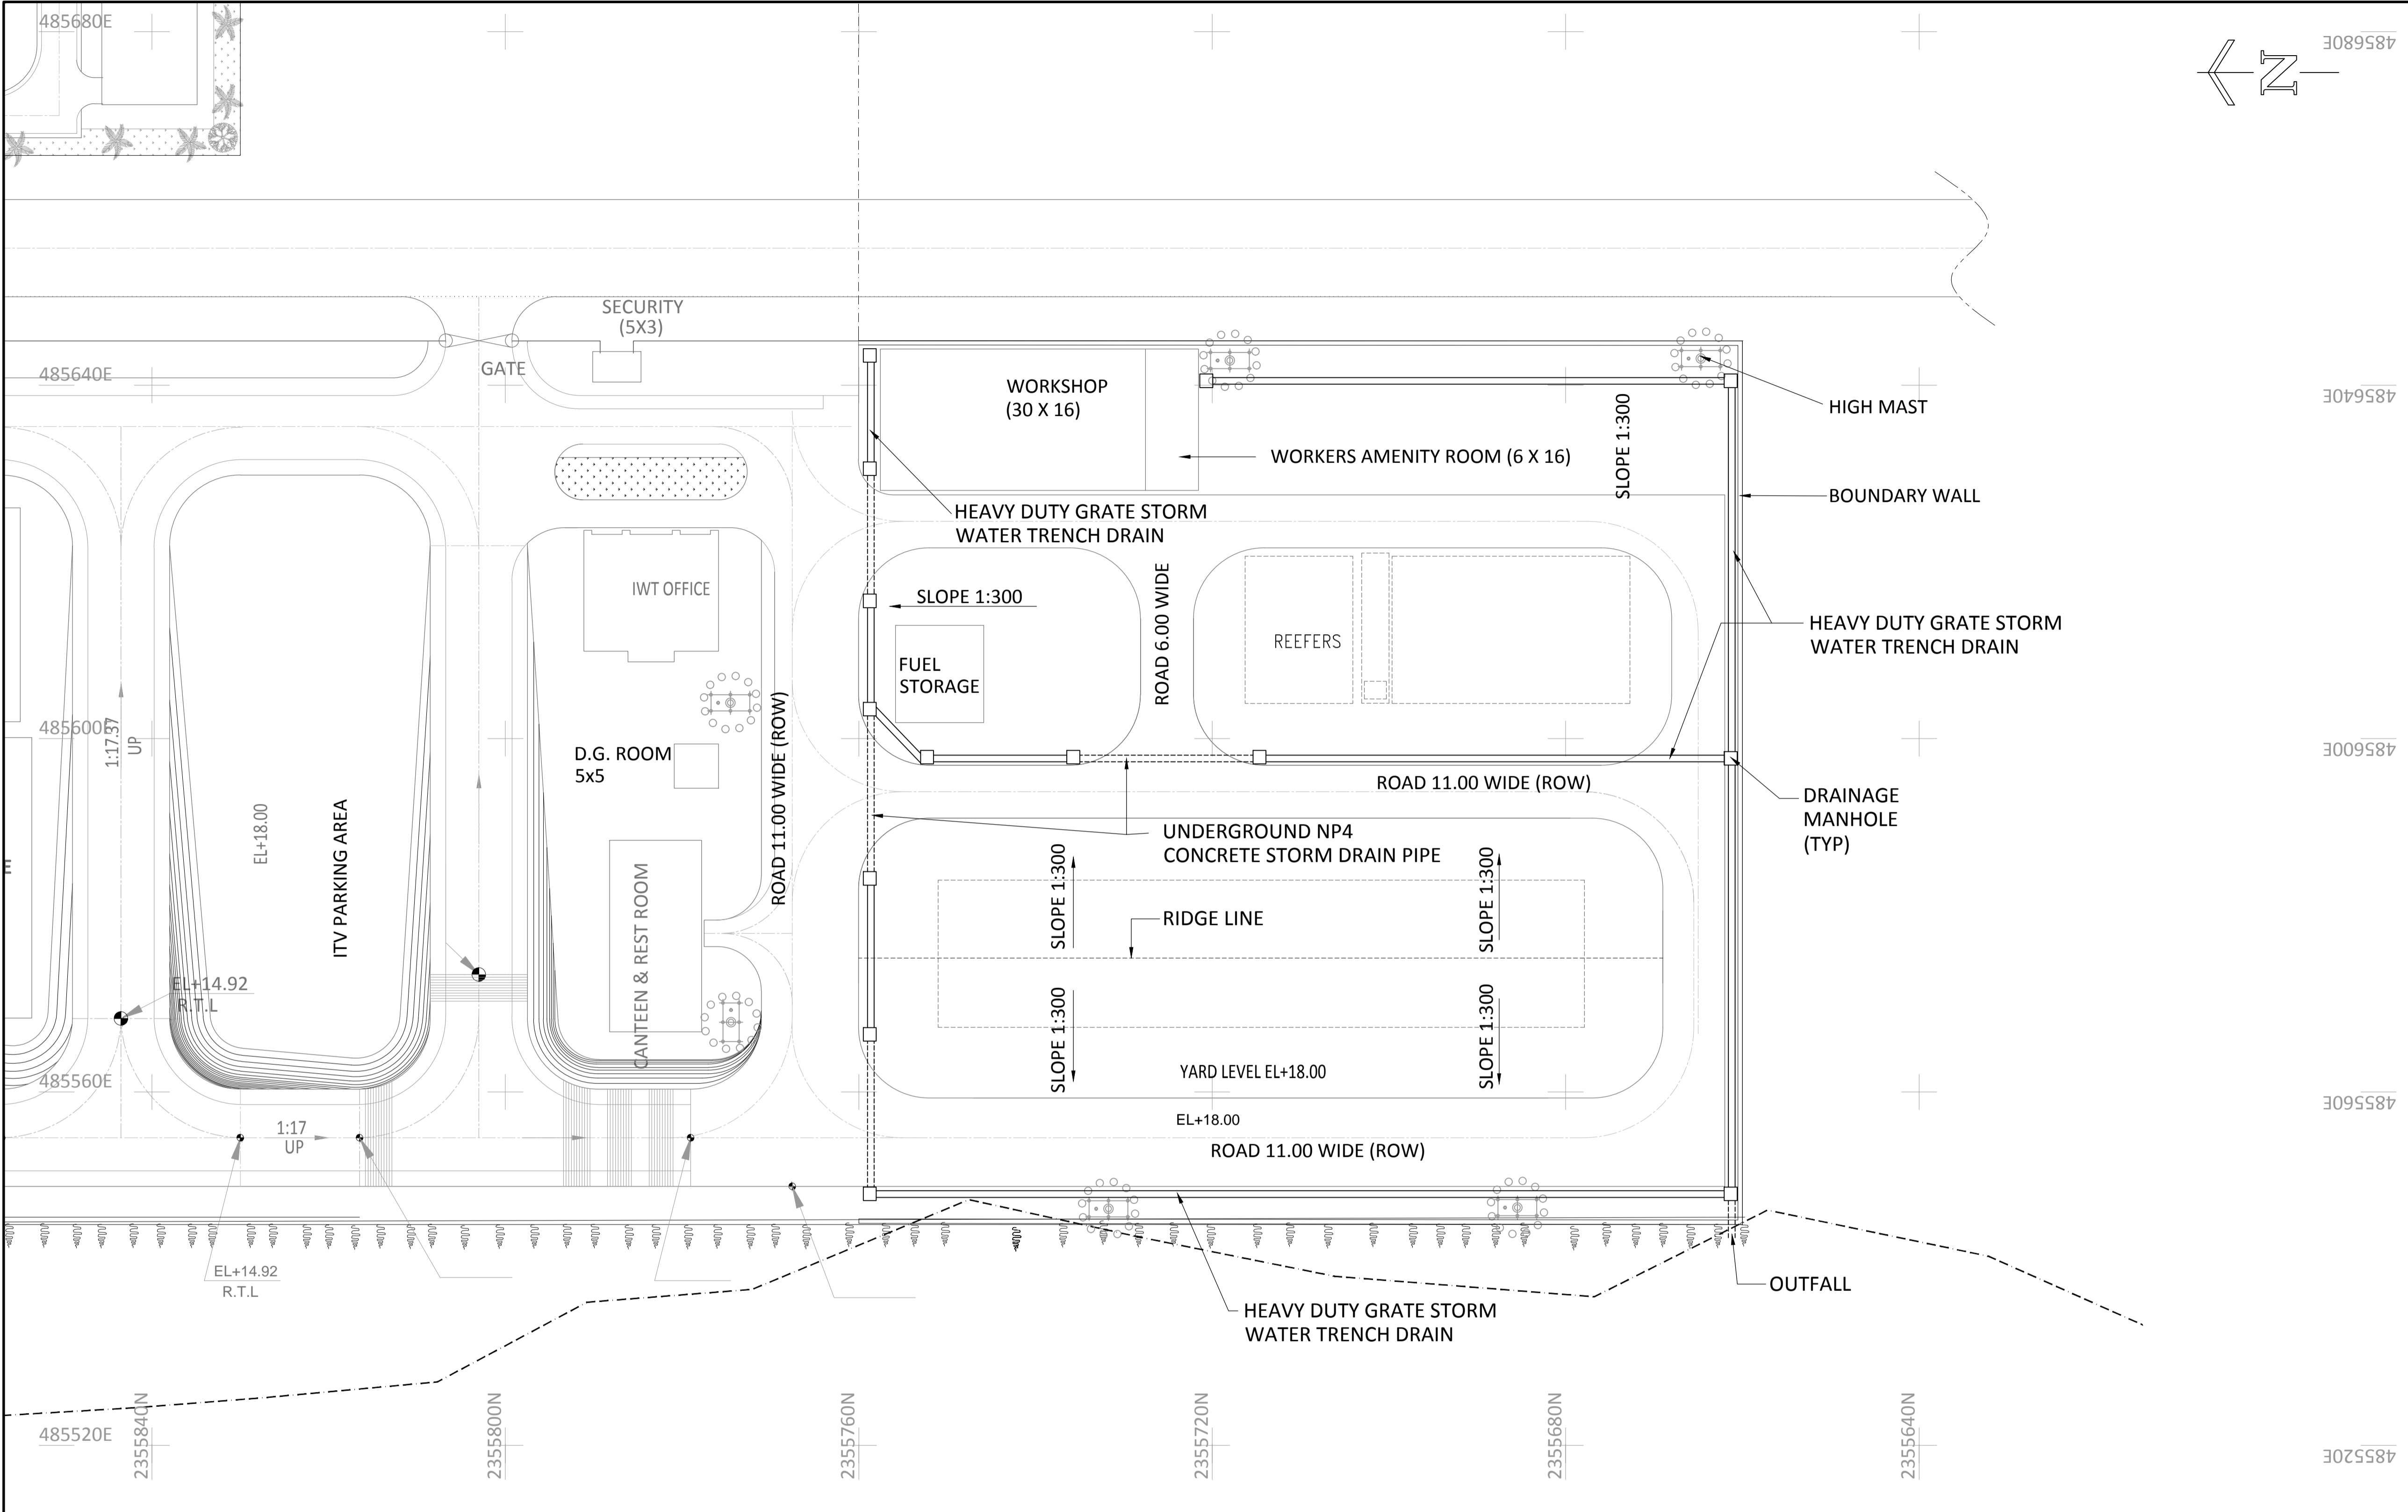 485680E
485680E
N
SECURITY
(5X3)
GATE
485640E
485640E
WORKSHOP
(30 X 16)
HIGH MAST
SLOPE 1:300
WORKERS AMENITY ROOM (6 X 16)
BOUNDARY WALL
HEAVY DUTY GRATE STORM
WATER TRENCH DRAIN
IWT OFFICE
SLOPE 1:300
ROAD 6.00 WIDE
REEFERS
HEAVY DUTY GRATE STORM
WATER TRENCH DRAIN
FUEL
STORAGE
485600E
485600E
1:17.37
UP
D.G. ROOM
5x5
ROAD 11.00 WIDE (ROW)
ROAD 11.00 WIDE (ROW)
DRAINAGE
MANHOLE
(TYP)
EL+18.00
ITV PARKING AREA
UNDERGROUND NP4
CONCRETE STORM DRAIN PIPE
CANTEEN & REST ROOM
SLOPE 1:300
SLOPE 1:300
RIDGE LINE
EL+14.92
R.T.L
SLOPE 1:300
SLOPE 1:300
485560E
485560E
YARD LEVEL EL+18.00
EL+18.00
1:17
UP
ROAD 11.00 WIDE (ROW)
EL+14.92
R.T.L
OUTFALL
HEAVY DUTY GRATE STORM
WATER TRENCH DRAIN
485520E
485520E
2355840N
2355800N
2355760N
2355720N
2355680N
2355640N